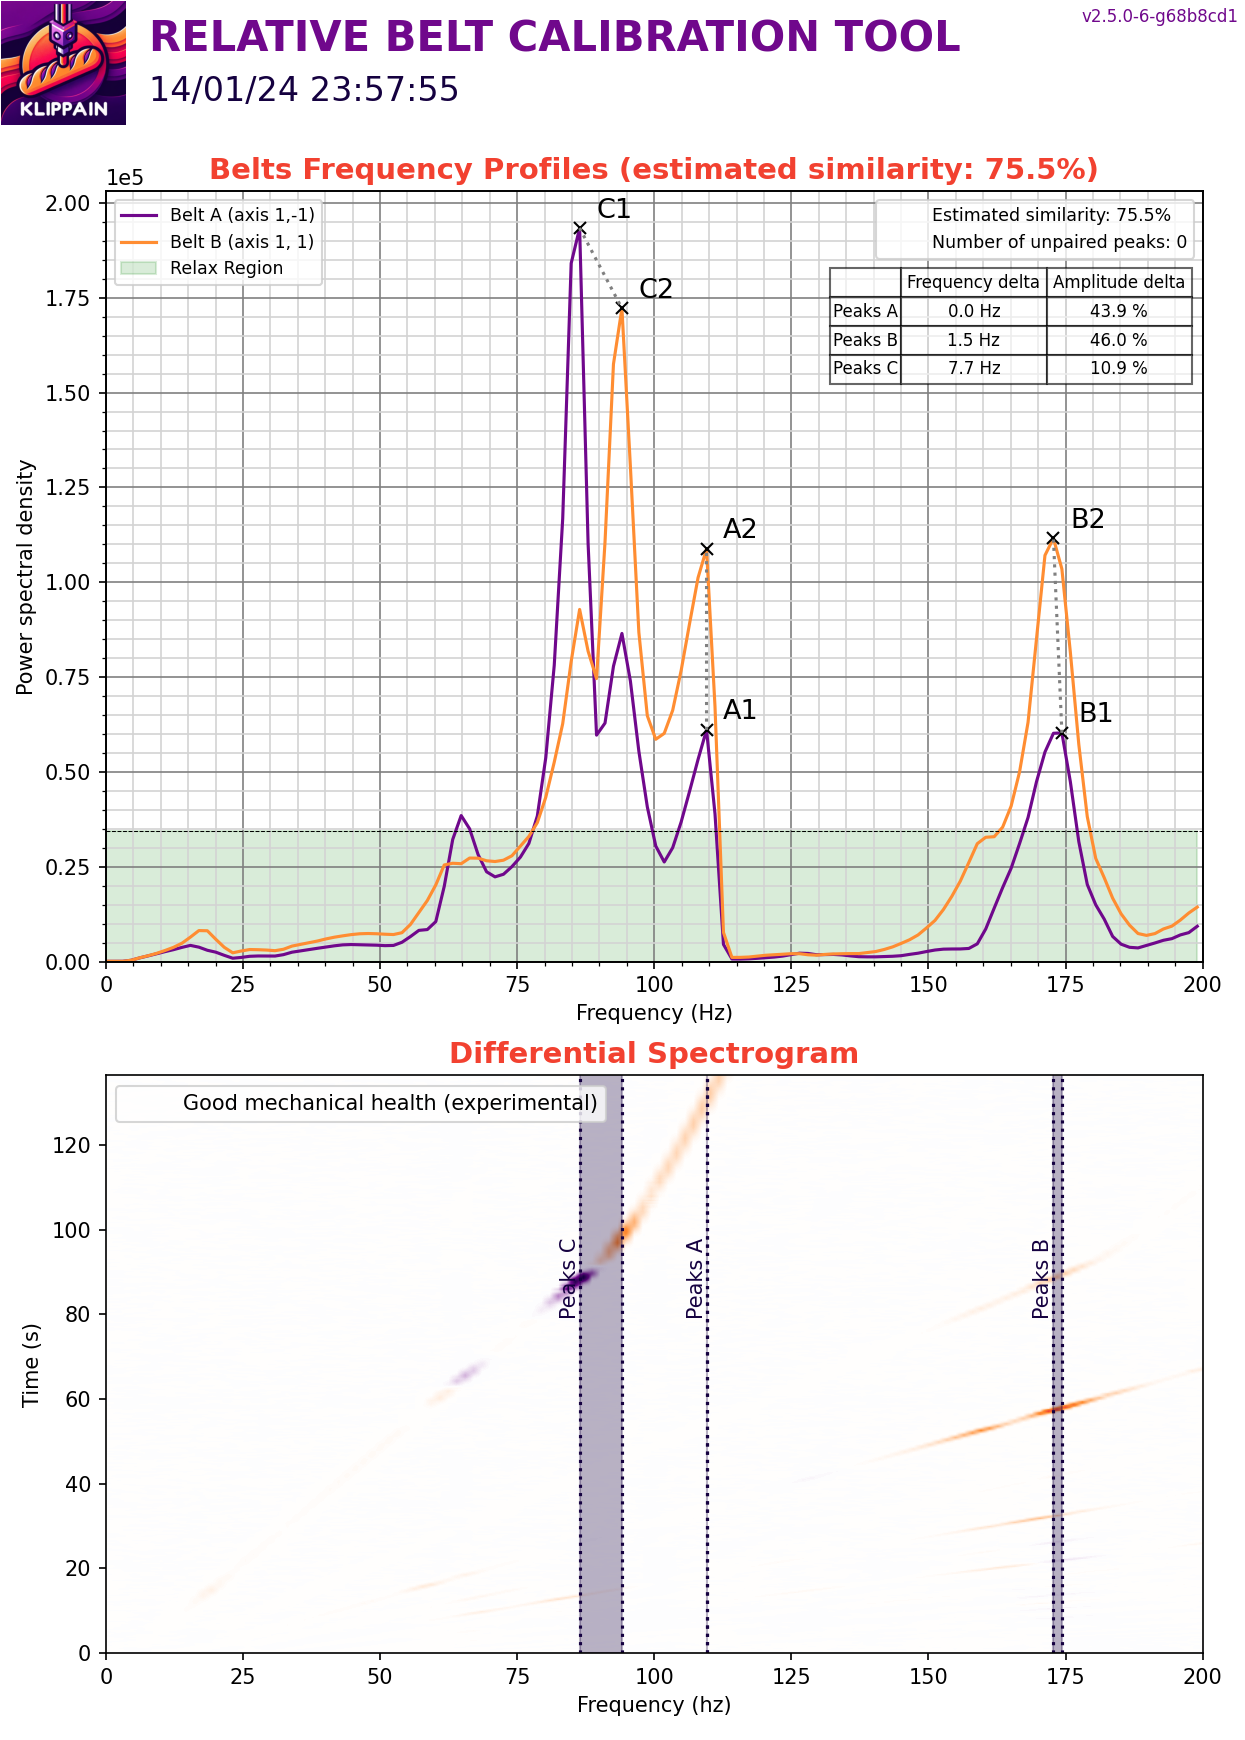 v2.5.0-6-g68b8cd1
RELATIVE BELT CALIBRATION TOOL
14/01/24 23:57:55
KLIPPAIN
Belts Frequency Profiles (estimated similarity: 75.5%)
1e5
Belt A (axis 1,-1)
Belt B (axis 1, 1)
Relax Region
Estimated similarity: 75.5%
Number of unpaired peaks: 0
Frequency delta Amplitude delta
Peaks A 0.0 Hz 43.9 %
Peaks B 1.5 Hz 46.0 %
Peaks C 7.7 Hz 10.9 %
C1
C2
A2
A1
B2
B1
Power spectral density
2.00
1.75
1.50
1.25
1.00
0.75
0.50
0.25
0.00
0 25 50 75 100 125 150 175 200
Frequency (Hz)
Differential Spectrogram
Good mechanical health (experimental)
Peaks C
Peaks A
Peaks B
Time (s)
120
100
80
60
40
20
0
0 25 50 75 100 125 150 175 200
Frequency (hz)